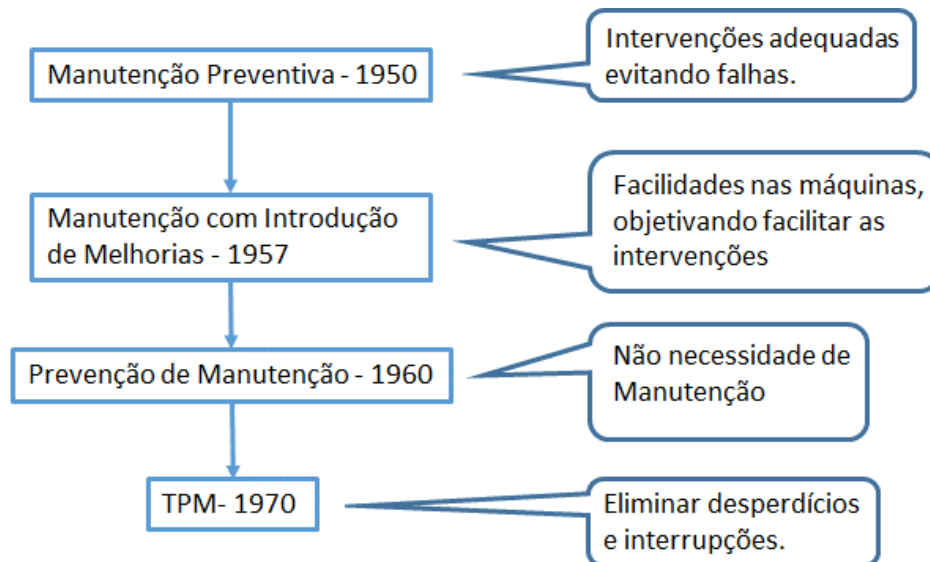 Manutenção Preventiva - 1950
Intervenções adequadas
evitando falhas.
Manutenção com Introdução
de Melhorias - 1957
Facilidades nas máquinas,
objetivando facilitar as
intervenções
Prevenção de Manutenção - 1960
Não necessidade de
Manutenção
TPM- 1970
Eliminar desperdícios
e interrupções.